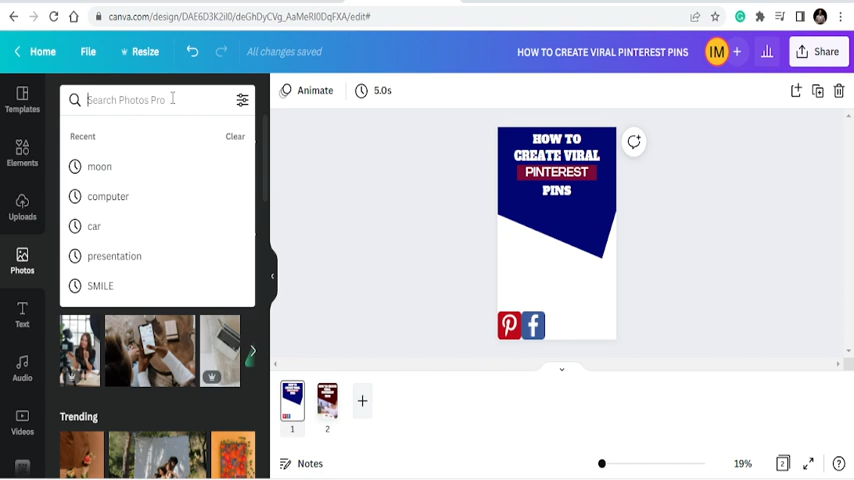 canva.com/design/DAE6D3K2iI0/deGhDyCVg_AaMeRI0DqFXA/edit#
Home
File
Resize
All changes saved
HOW TO CREATE VIRAL PINTEREST PINS
IM
Share
Templates
Elements
Uploads
Photos
Text
Audio
Videos
Search Photos Pro
Recent
Clear
moon
computer
car
presentation
SMILE
Trending
Animate
5.0s
HOW TO
CREATE VIRAL
PINTEREST
PINS
1
2
Notes
19%
2